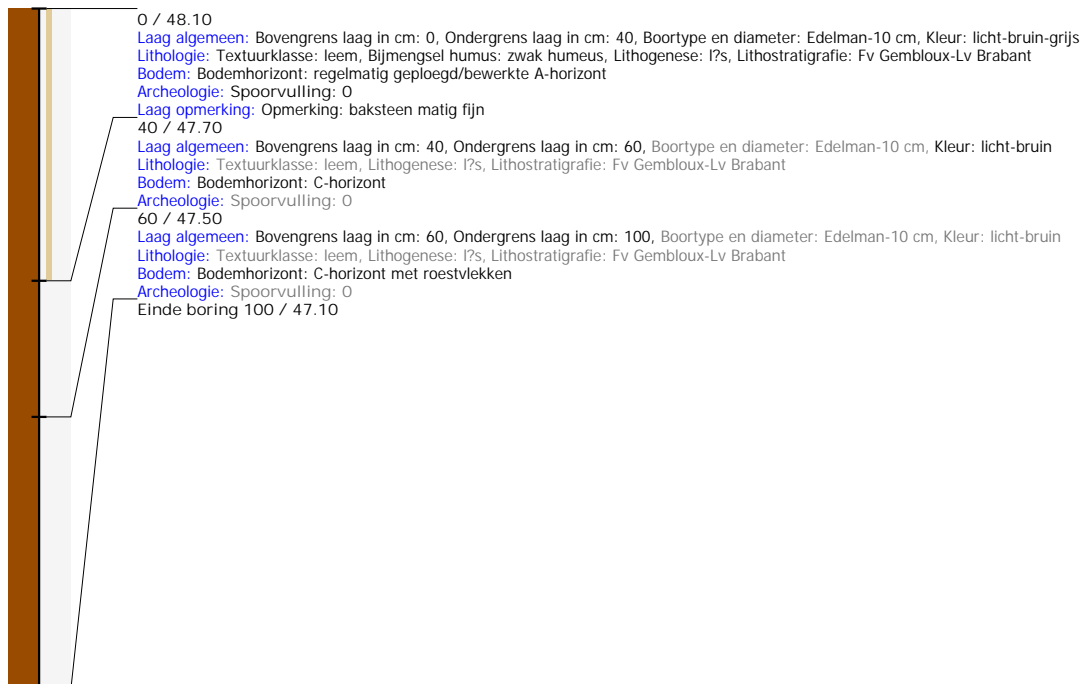 0 / 48.10
Laag algemeen: Bovengrens laag in cm: 0, Ondergrens laag in cm: 40, Boortype en diameter: Edelman-10 cm, Kleur: licht-bruin-grijs
Lithologie: Textuurklasse: leem, Bijmengsel humus: zwak humeus, Lithogenese: l?s, Lithostratigrafie: Fv Gembloux-Lv Brabant
Bodem: Bodemhorizont: regelmatig geploegd/bewerkte A-horizont
Archeologie: Spoorvulling: 0
Laag opmerking: Opmerking: baksteen matig fijn
40 / 47.70
Laag algemeen: Bovengrens laag in cm: 40, Ondergrens laag in cm: 60, Boortype en diameter: Edelman-10 cm, Kleur: licht-bruin
Lithologie: Textuurklasse: leem, Lithogenese: l?s, Lithostratigrafie: Fv Gembloux-Lv Brabant
Bodem: Bodemhorizont: C-horizont
Archeologie: Spoorvulling: 0
60 / 47.50
Laag algemeen: Bovengrens laag in cm: 60, Ondergrens laag in cm: 100, Boortype en diameter: Edelman-10 cm, Kleur: licht-bruin
Lithologie: Textuurklasse: leem, Lithogenese: l?s, Lithostratigrafie: Fv Gembloux-Lv Brabant
Bodem: Bodemhorizont: C-horizont met roestvlekken
Archeologie: Spoorvulling: 0
Einde boring 100 / 47.10